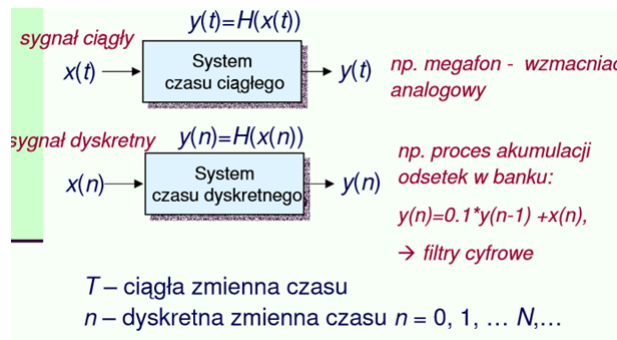 y(t)=H(x(t))
sygnał ciągły
x(t)
System
czasu ciągłego
y(t)
np. megafon - wzmacniac
analogowy
sygnał dyskretny
y(n)=H(x(n))
x(n)
System
czasu dyskretnego
y(n)
np. proces akumulacji
odsetek w banku:
y(n)=0.1*y(n-1) +x(n),
→ filtry cyfrowe
T – ciągła zmienna czasu
n – dyskretna zmienna czasu n = 0, 1, … N,…